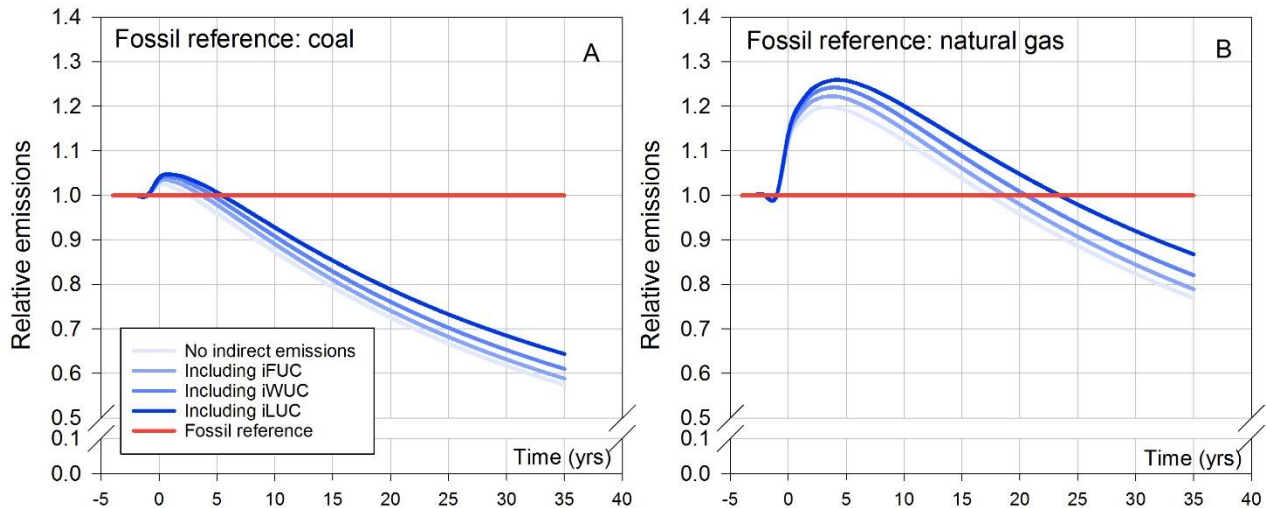 Fossil reference: coal
A
Relative emissions
1.4
1.3
1.2
1.1
1.0
0.9
0.8
0.7
0.6
0.5
0.1
0.0
No indirect emissions
Including iFUC
Including iWUC
Including iLUC
Fossil reference
Time (yrs)
-5 0 5 10 15 20 25 30 35 40
Fossil reference: natural gas
B
Relative emissions
1.4
1.3
1.2
1.1
1.0
0.9
0.8
0.7
0.6
0.5
0.1
0.0
Time (yrs)
-5 0 5 10 15 20 25 30 35 40